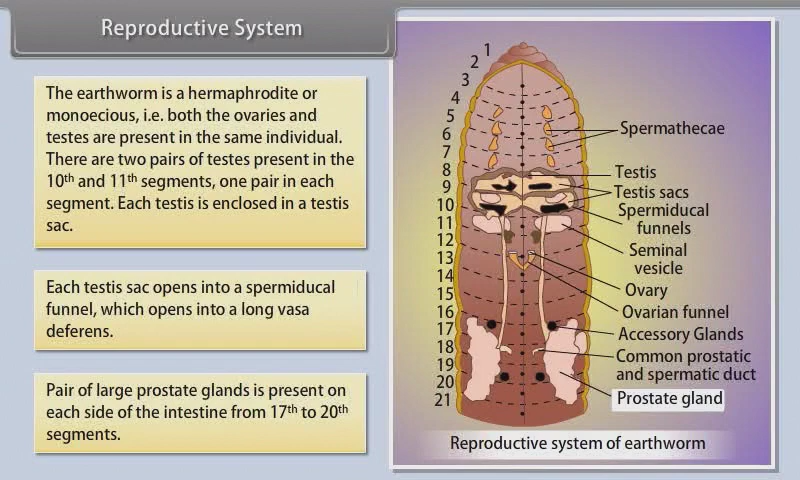 Reproductive System
The earthworm is a hermaphrodite or
monoecious, i.e. both the ovaries and
testes are present in the same individual.
There are two pairs of testes present in the
10th and 11th segments, one pair in each
segment. Each testis is enclosed in a testis
sac.
Each testis sac opens into a spermiducal
funnel, which opens into a long vasa
deferens.
Pair of large prostate glands is present on
each side of the intestine from 17th to 20th
segments.
1
2
3
4
5
6
7
8
9
10
11
12
13
14
15
16
17
18
19
20
21
Spermathecae
Testis
Testis sacs
Spermiducal
funnels
Seminal
vesicle
Ovary
Ovarian funnel
Accessory Glands
Common prostatic
and spermatic duct
Prostate gland
Reproductive system of earthworm